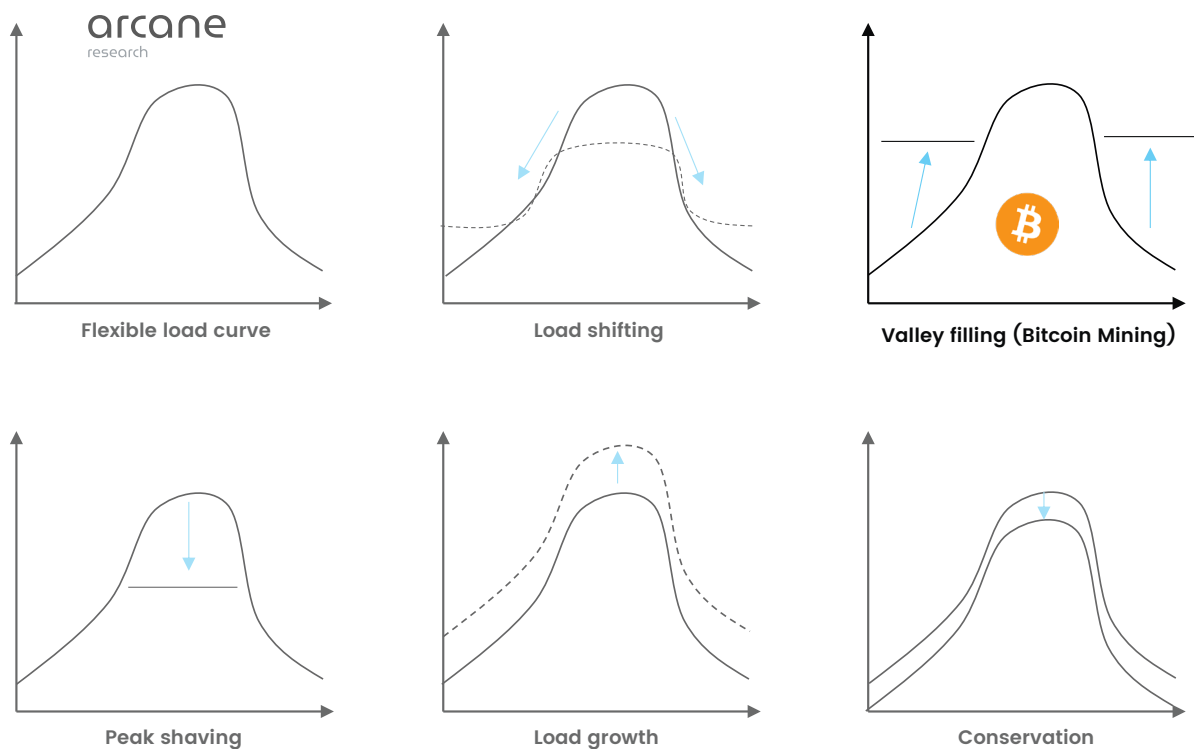 arcane
research
Flexible load curve
Load shifting
Valley filling (Bitcoin Mining)
Peak shaving
Load growth
Conservation